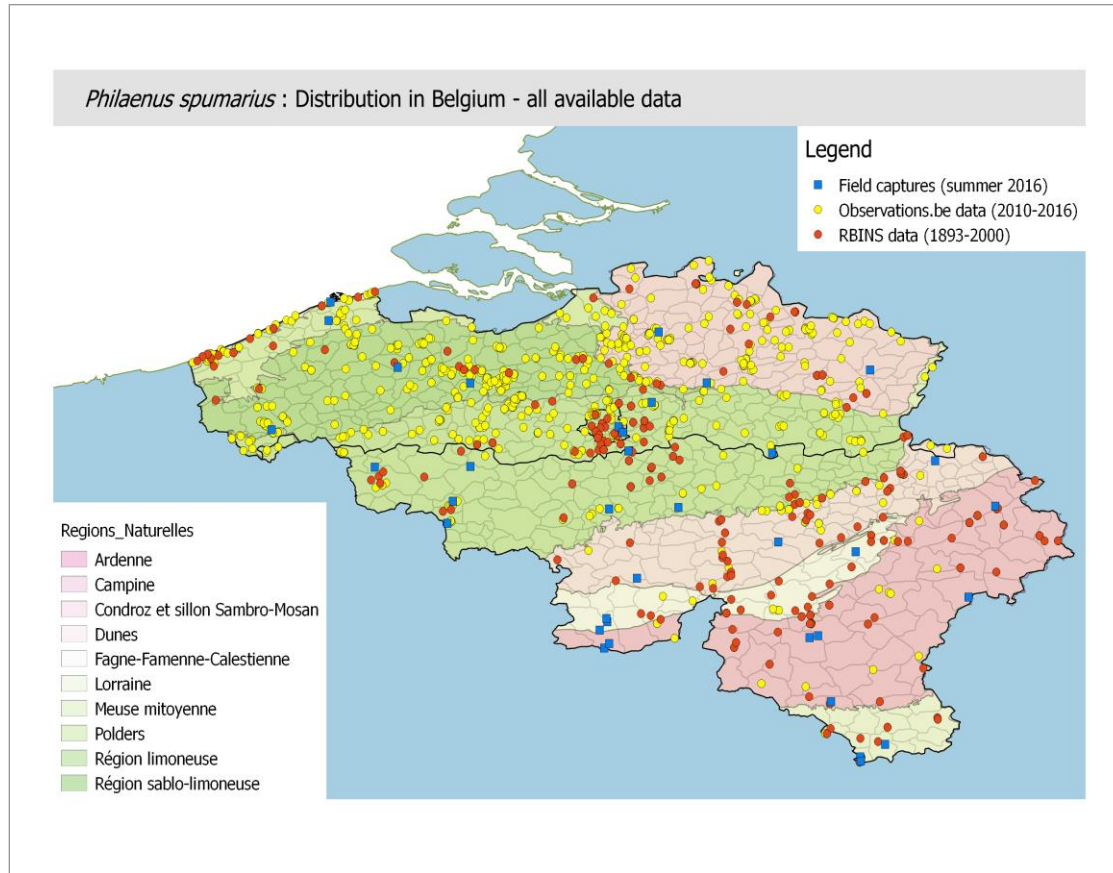 Philaenus spumarius : Distribution in Belgium - all available data
Legend
Field captures (summer 2016)
Observations.be data (2010-2016)
RBINS data (1893-2000)
Regions_Naturelles
Ardenne
Campine
Condroz et sillon Sambro-Mosan
Dunes
Fagne-Famenne-Calestienne
Lorraine
Meuse mitoyenne
Polders
Région limoneuse
Région sablo-limoneuse